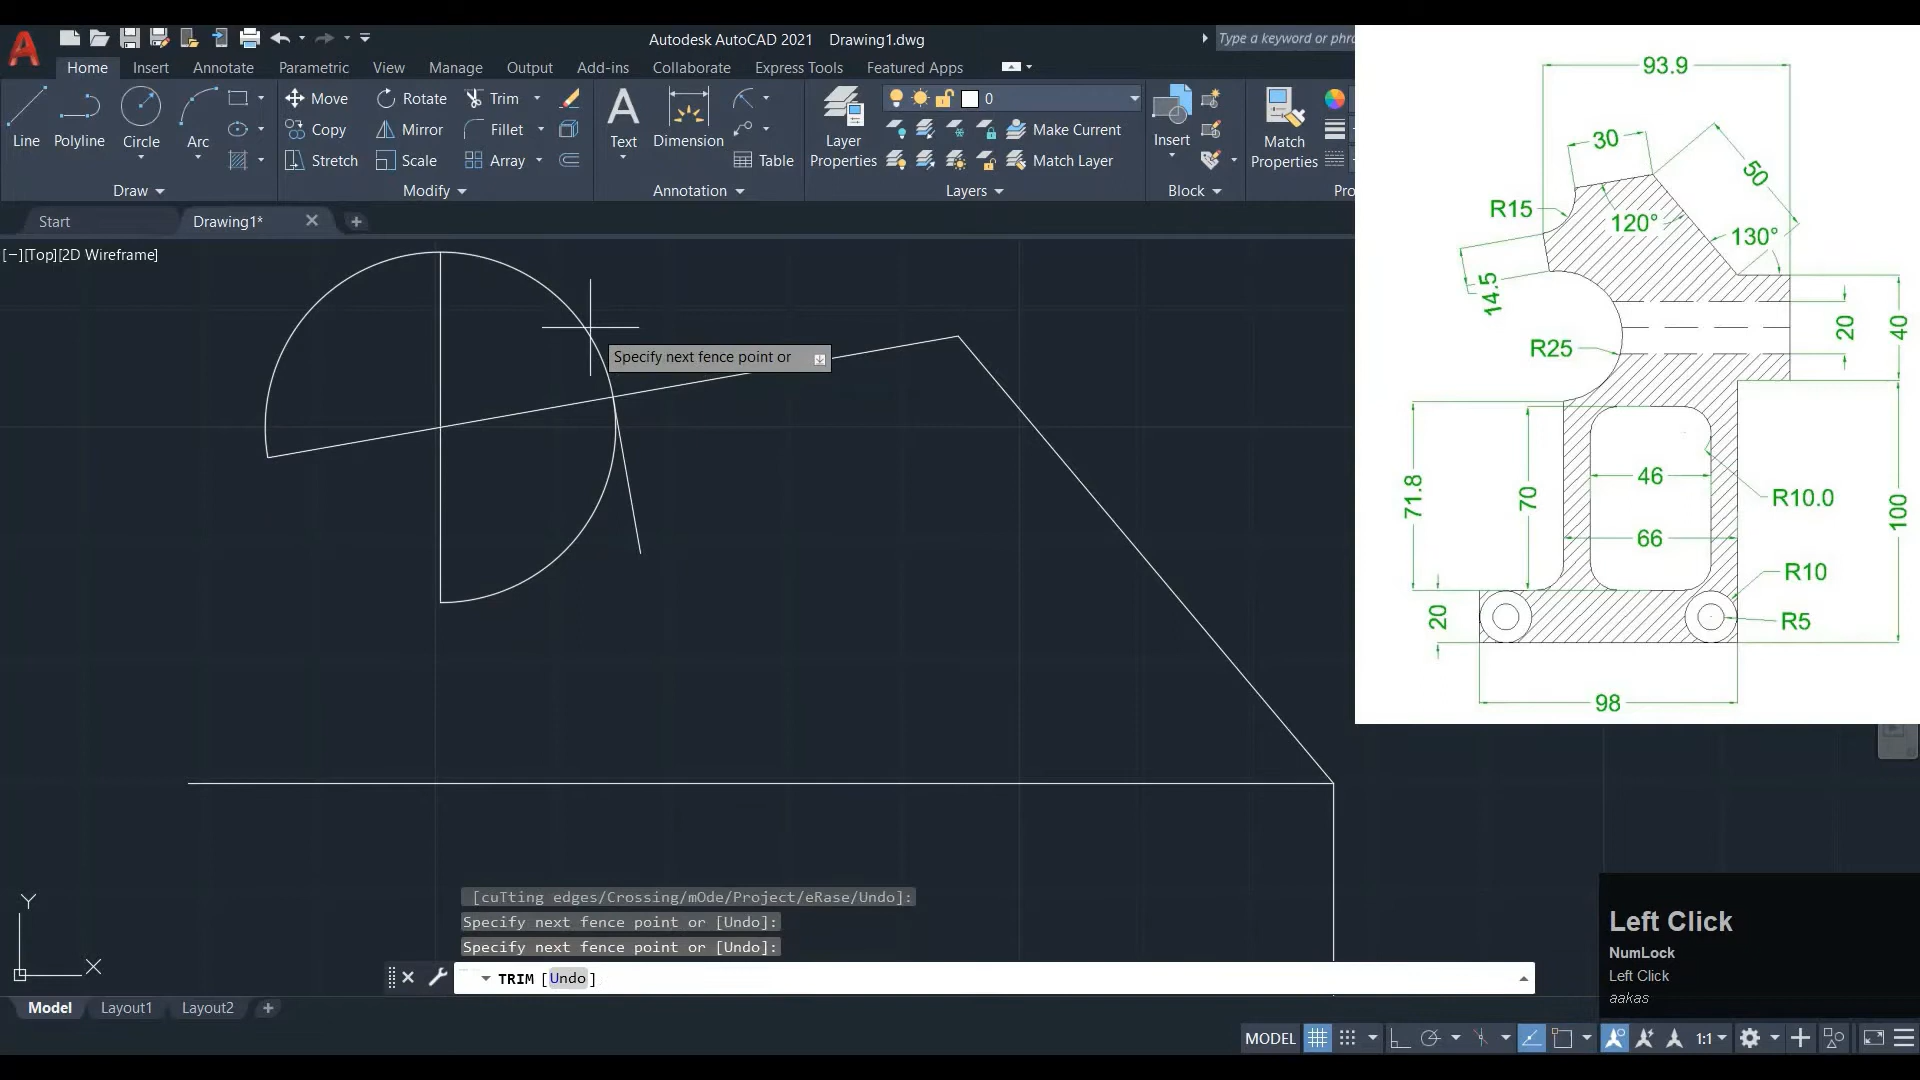 Autodesk AutoCAD 2021 Drawing1.dwg
Type a keyword or phra
Home Insert Annotate Parametric View Manage Output Add-ins Collaborate Express Tools Featured Apps
Line Polyline Circle Arc
Move Rotate Trim
Copy Mirror Fillet
Stretch Scale Array
Text Dimension
Table
Layer
Properties
0
Make Current
Match Layer
Insert
Match
Properties
Draw Modify Annotation Layers Block Pro
Start Drawing1*
[−][Top][2D Wireframe]
Specify next fence point or
93.9
30
50
R15
120°
130°
14.5
20
40
R25
71.8
70
46
R10.0
100
66
R10
20
R5
98
Y
X
[cuTting edges/Crossing/mOde/Project/eRase/Undo]:
Specify next fence point or [Undo]:
Specify next fence point or [Undo]:
TRIM [Undo]
Left Click
NumLock
Left Click
aakas
Model Layout1 Layout2
MODEL 1:1